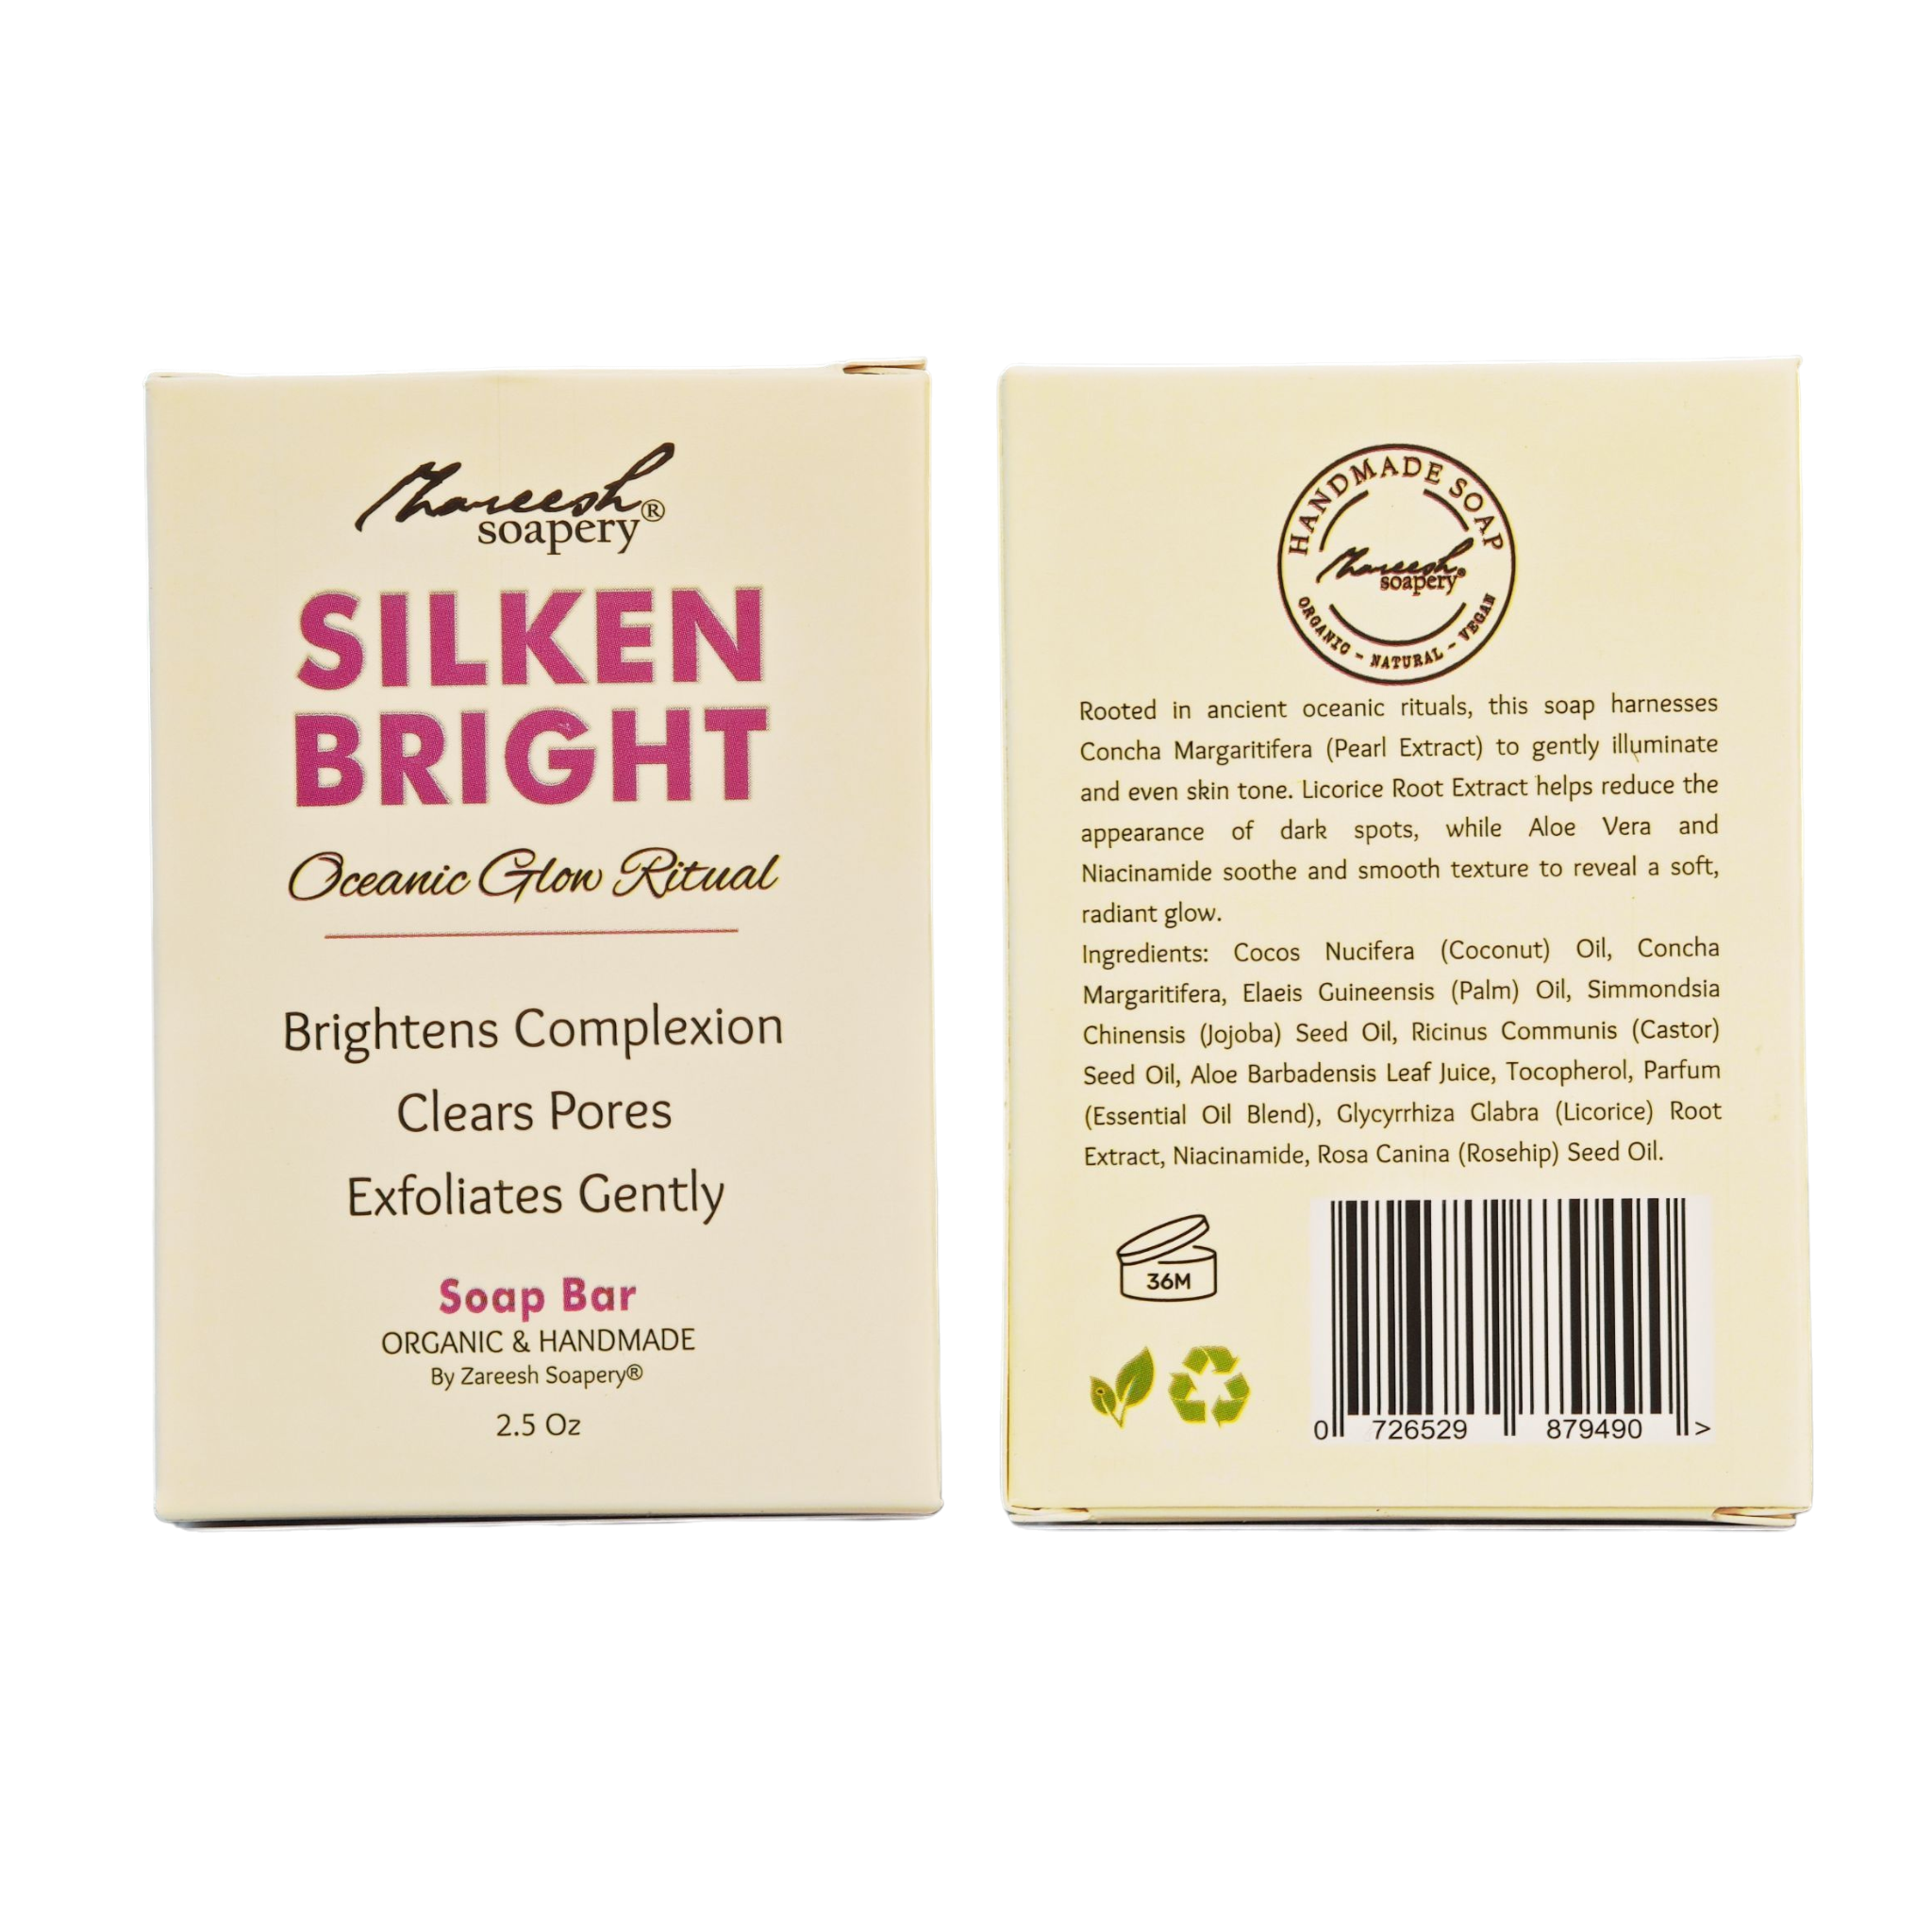 Zareesh
soapery®
SILKEN
BRIGHT
Oceanic Glow Ritual
Brightens Complexion
Clears Pores
Exfoliates Gently
Soap Bar
ORGANIC & HANDMADE
By Zareesh Soapery®
2.5 Oz
HANDMADE SOAP
Zareesh
soapery®
ORGANIC - NATURAL - VEGAN
Rooted in ancient oceanic rituals, this soap harnesses
Concha Margaritifera (Pearl Extract) to gently illuminate
and even skin tone. Licorice Root Extract helps reduce the
appearance of dark spots, while Aloe Vera and
Niacinamide soothe and smooth texture to reveal a soft,
radiant glow.
Ingredients: Cocos Nucifera (Coconut) Oil, Concha
Margaritifera, Elaeis Guineensis (Palm) Oil, Simmondsia
Chinensis (Jojoba) Seed Oil, Ricinus Communis (Castor)
Seed Oil, Aloe Barbadensis Leaf Juice, Tocopherol, Parfum
(Essential Oil Blend), Glycyrrhiza Glabra (Licorice) Root
Extract, Niacinamide, Rosa Canina (Rosehip) Seed Oil.
36M
0 726529 879490 >